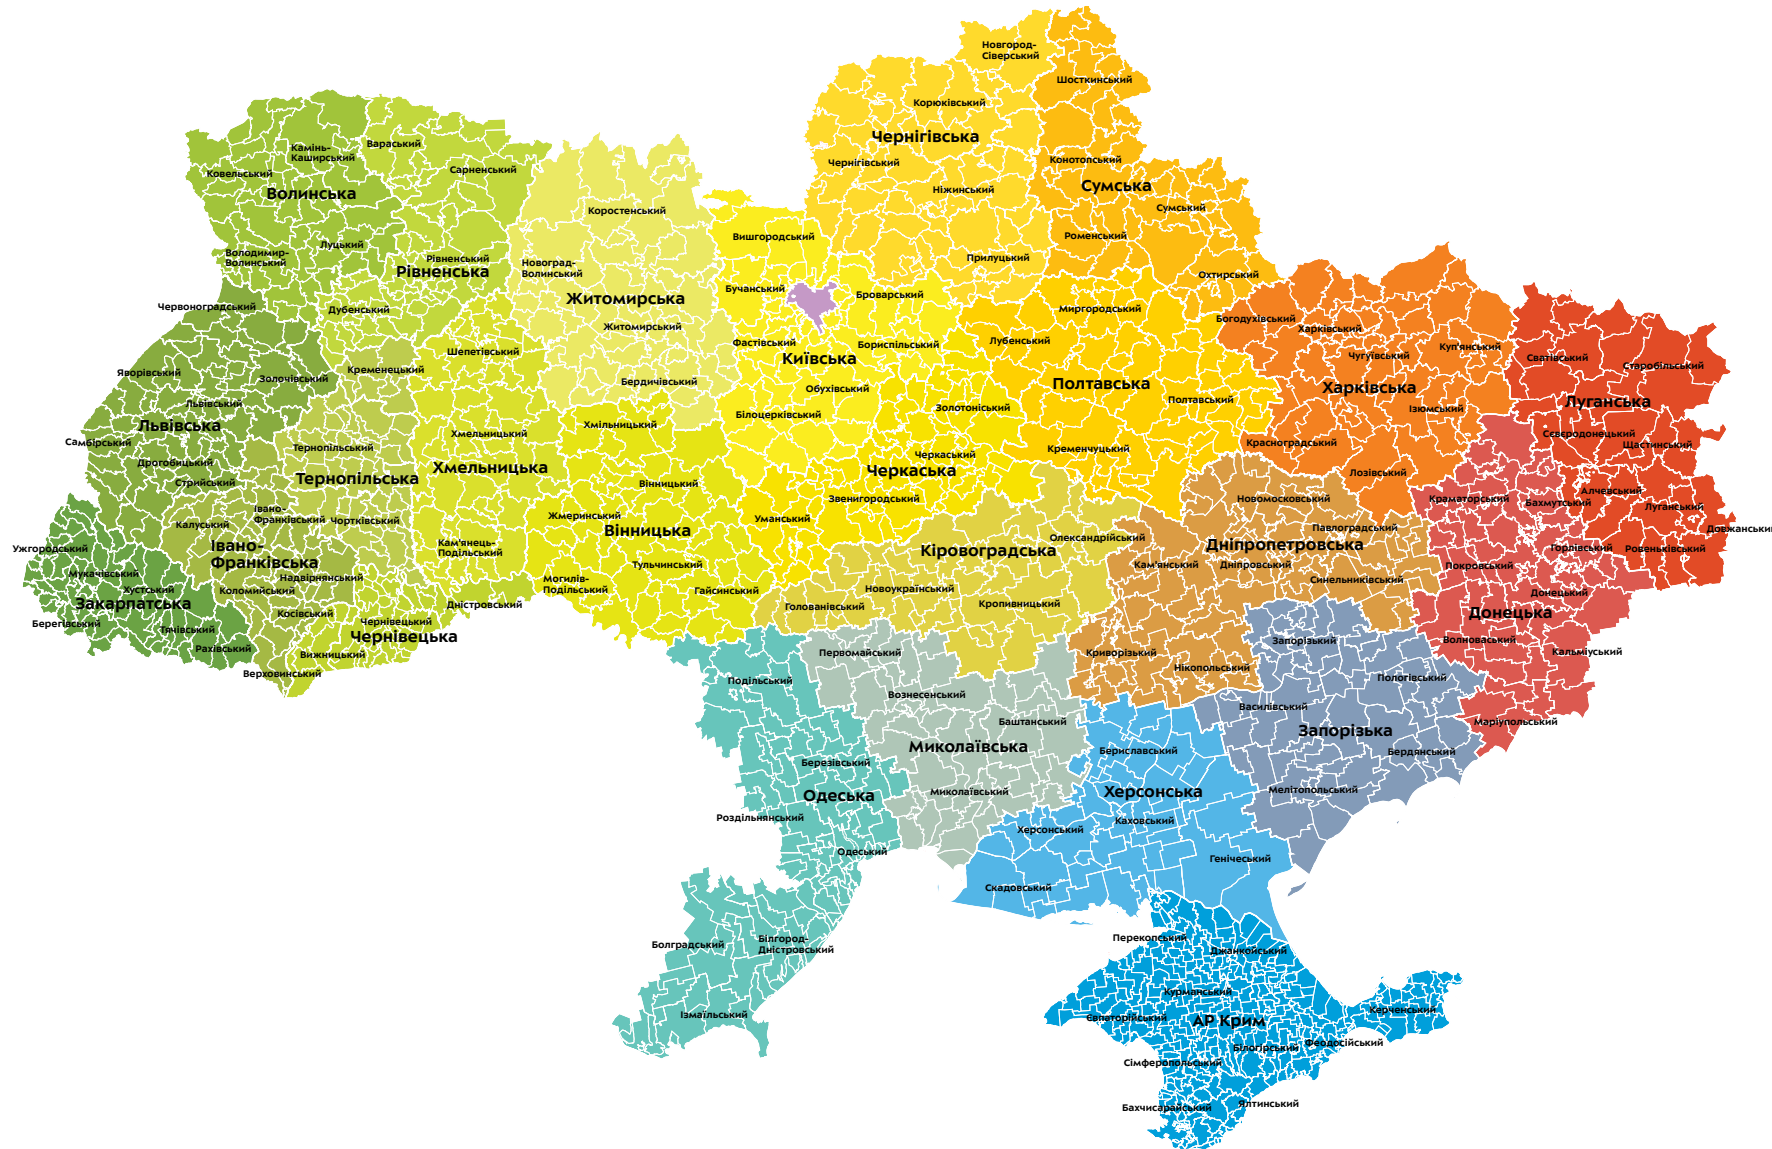 Новгород-
Сіверський
Шосткинський
Корюківський
Чернігівська
Чернігівський
Ніжинський
Прилуцький
Конотопський
Сумська
Сумський
Роменський
Охтирський
Камінь-
Каширський
Ковельський
Волинська
Володимир-
Волинський
Луцький
Вараський
Сарненський
Рівненський
Рівненська
Дубенський
Коростенський
Новоград-
Волинський
Житомирська
Житомирський
Бердичівський
Вишгородський
Бучанський
Броварський
Фастівський
Бориспільський
Київська
Обухівський
Білоцерківський
Миргородський
Лубенський
Полтавська
Полтавський
Кременчуцький
Богодухівський
Харківський
Куп'янський
Чугуївський
Харківська
Ізюмський
Красноградський
Лозівський
Сватівський
Старобільський
Луганська
Сєвєродонецький
Щастинський
Алчевський
Луганський
Довжанський
Ровеньківський
Червоноградський
Яворівський
Золочівський
Львівський
Львівська
Самбірський
Дрогобицький
Стрийський
Кременецький
Тернопільський
Тернопільська
Чортківський
Шепетівський
Хмельницький
Хмельницька
Кам'янець-
Подільський
Хмільницький
Вінницький
Жмеринський
Вінницька
Тульчинський
Могилів-
Подільський
Гайсинський
Золотоніський
Черкаський
Черкаська
Звенигородський
Уманський
Олександрійський
Кіровоградська
Новоукраїнський
Голованівський
Кропивницький
Новомосковський
Павлоградський
Дніпропетровська
Кам'янський
Дніпровський
Синельниківський
Криворізький
Нікопольський
Краматорський
Бахмутський
Горлівський
Покровський
Донецький
Донецька
Волноваський
Кальміуський
Маріупольський
Івано-
Франківський
Калуський
Івано-
Франківська
Надвірнянський
Коломийський
Косівський
Верховинський
Ужгородський
Мукачівський
Хустський
Закарпатська
Берегівський
Тячівський
Рахівський
Дністровський
Чернівецький
Чернівецька
Вижницький
Подільський
Березівський
Одеська
Роздільнянський
Одеський
Болградський
Білгород-
Дністровський
Ізмаїльський
Первомайський
Вознесенський
Баштанський
Миколаївська
Миколаївський
Бериславський
Херсонська
Каховський
Херсонський
Генічеський
Скадовський
Запорізький
Пологівський
Василівський
Запорізька
Бердянський
Мелітопольський
Перекопський
Джанкойський
Курманський
Євпаторійський
АР Крим
Керченський
Феодосійський
Білогірський
Сімферопольський
Бахчисарайський
Ялтинський